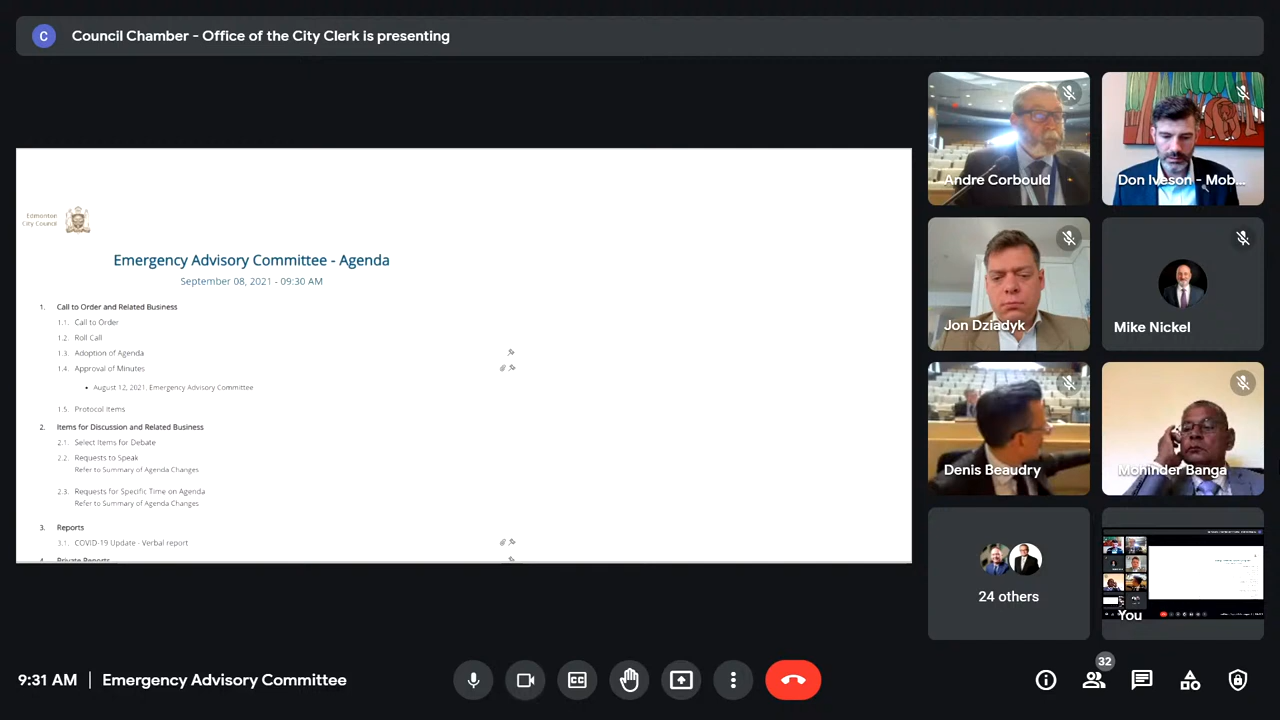 C
Council Chamber - Office of the City Clerk is presenting
Edmonton
City Council
Emergency Advisory Committee - Agenda
September 08, 2021 - 09:30 AM
1. Call to Order and Related Business
1.1. Call to Order
1.2. Roll Call
1.3. Adoption of Agenda
1.4. Approval of Minutes
• August 12, 2021, Emergency Advisory Committee
1.5. Protocol Items
2. Items for Discussion and Related Business
2.1. Select Items for Debate
2.2. Requests to Speak
Refer to Summary of Agenda Changes
2.3. Requests for Specific Time on Agenda
Refer to Summary of Agenda Changes
3. Reports
3.1. COVID-19 Update - Verbal report
4. Private Reports
Andre Corbould
Don Iveson - Mob...
Jon Dziadyk
Mike Nickel
Denis Beaudry
Moninder Banga
24 others
You
9:31 AM | Emergency Advisory Committee
CC
32